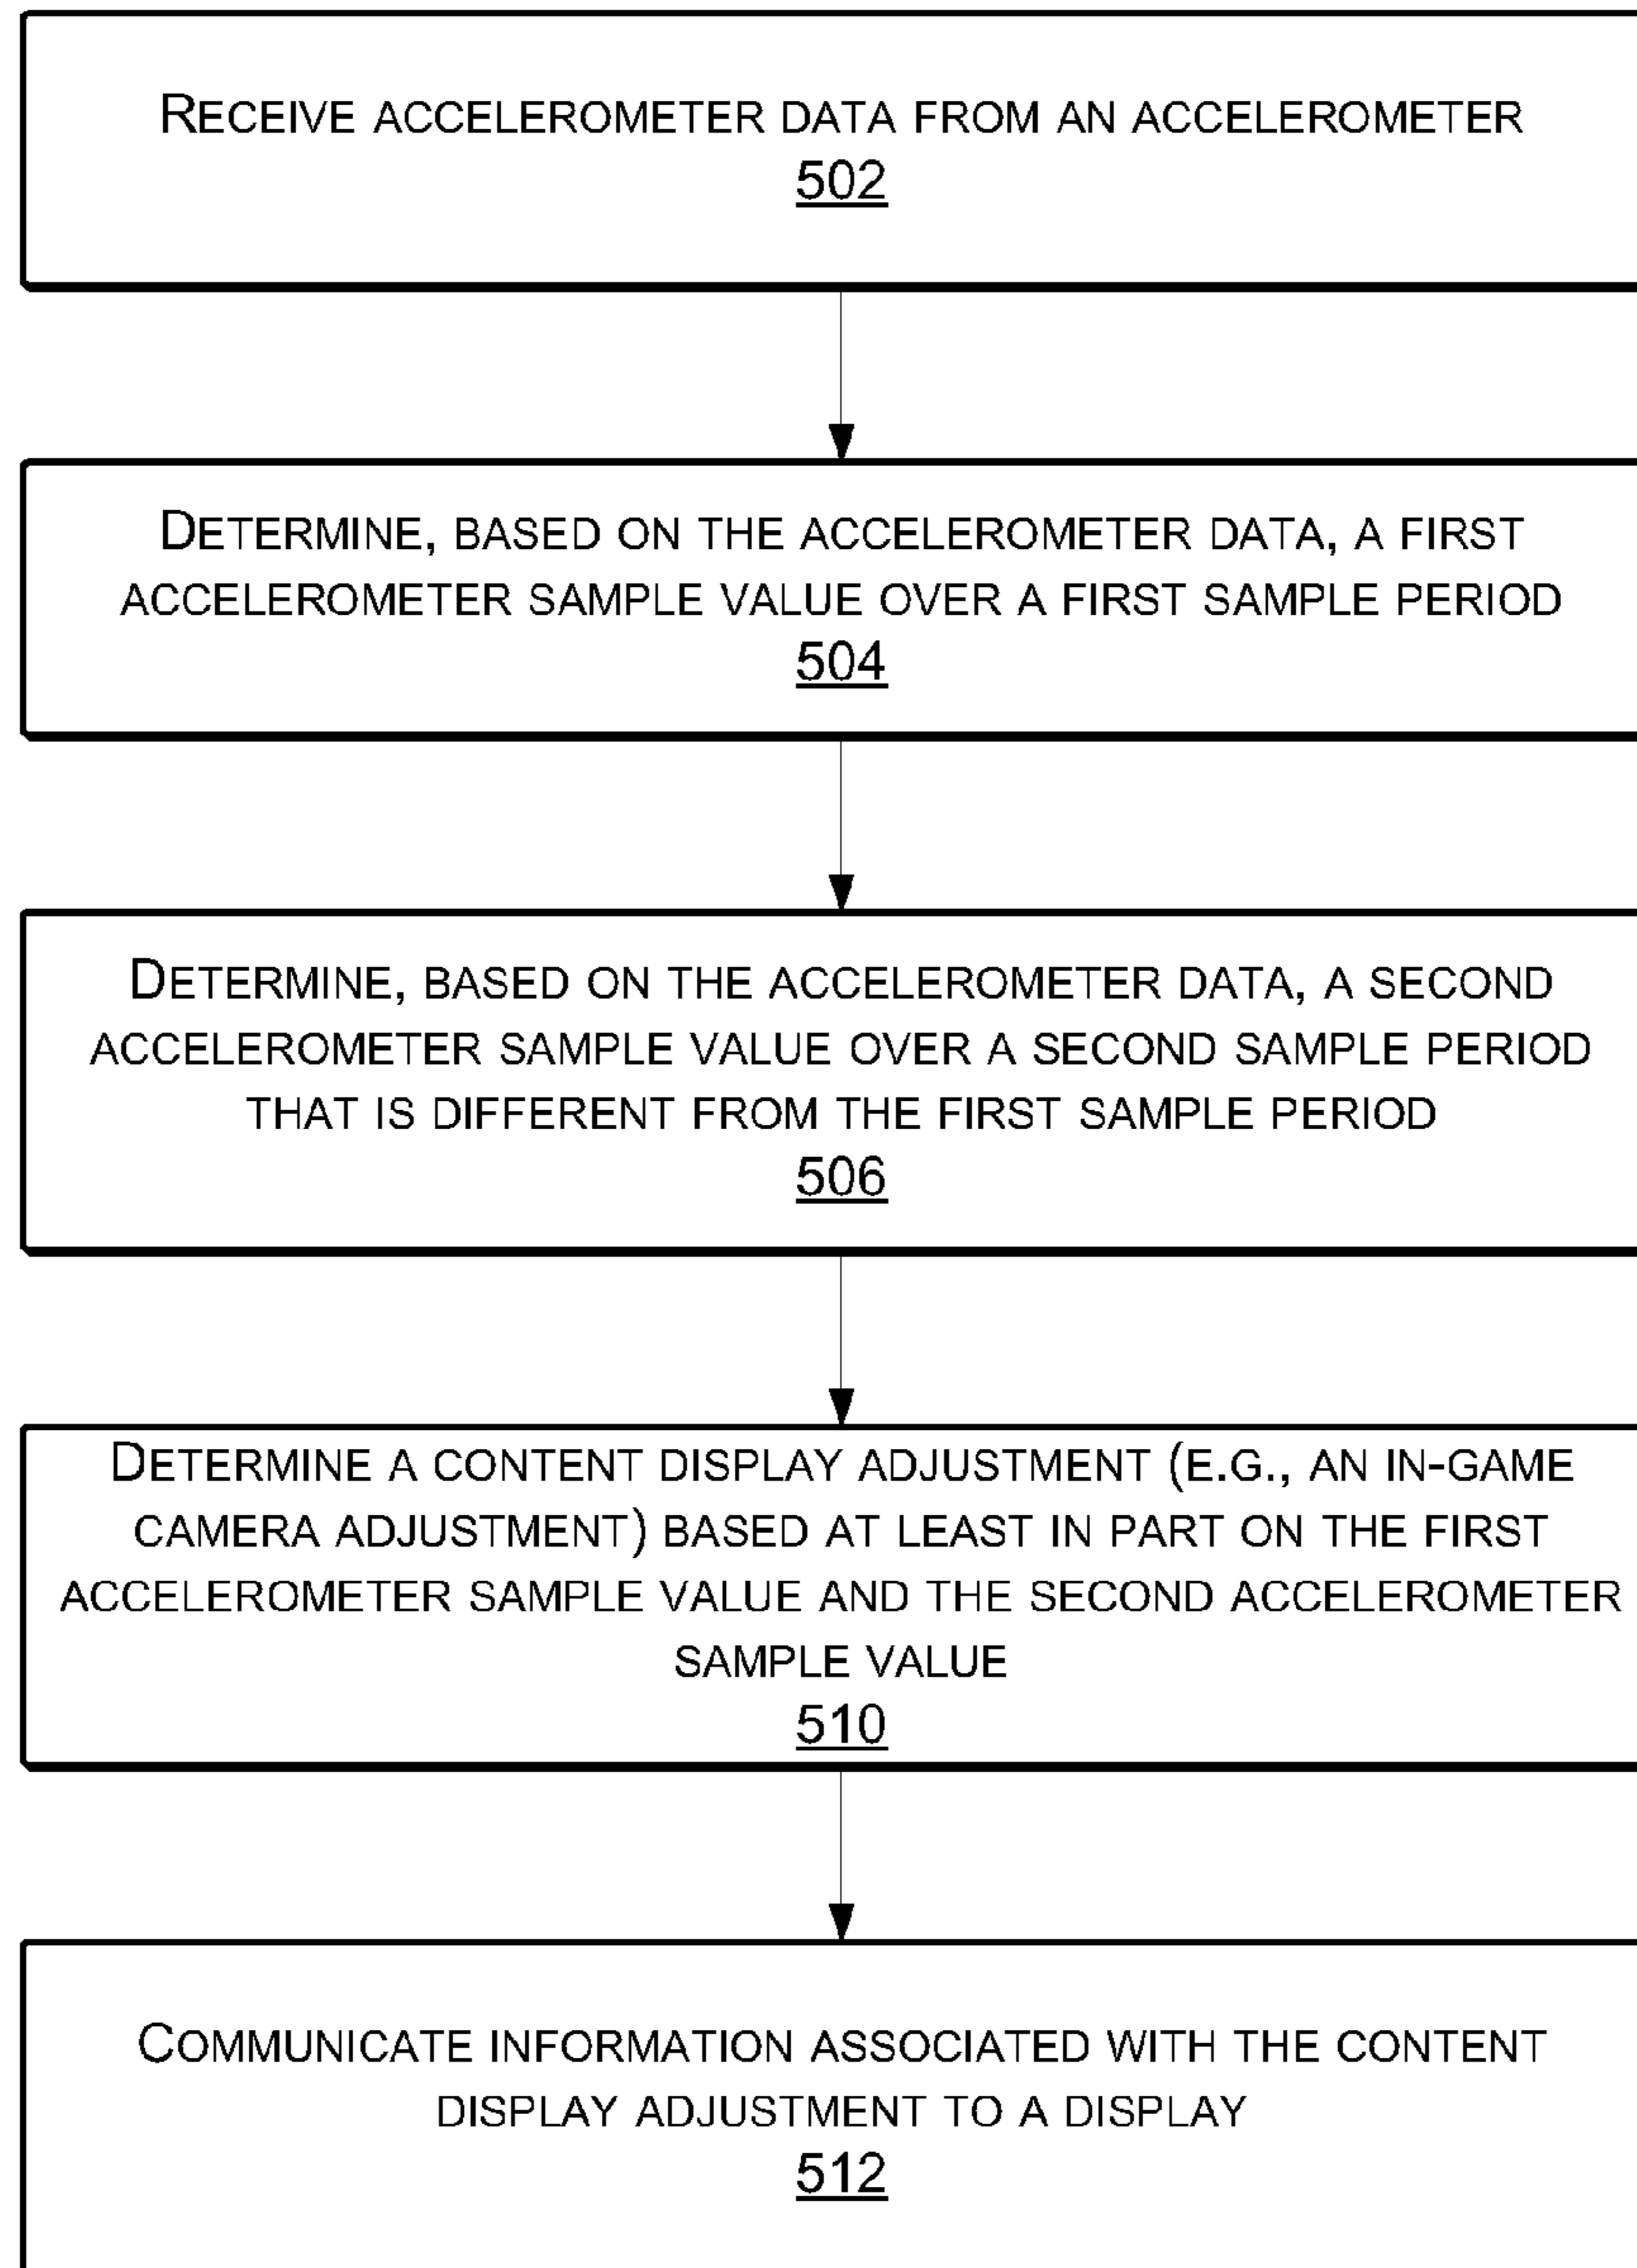 RECEIVE ACCELEROMETER DATA FROM AN ACCELEROMETER
502
DETERMINE, BASED ON THE ACCELEROMETER DATA, A FIRST
ACCELEROMETER SAMPLE VALUE OVER A FIRST SAMPLE PERIOD
504
DETERMINE, BASED ON THE ACCELEROMETER DATA, A SECOND
ACCELEROMETER SAMPLE VALUE OVER A SECOND SAMPLE PERIOD
THAT IS DIFFERENT FROM THE FIRST SAMPLE PERIOD
506
DETERMINE A CONTENT DISPLAY ADJUSTMENT (E.G., AN IN-GAME
CAMERA ADJUSTMENT) BASED AT LEAST IN PART ON THE FIRST
ACCELEROMETER SAMPLE VALUE AND THE SECOND ACCELEROMETER
SAMPLE VALUE
510
COMMUNICATE INFORMATION ASSOCIATED WITH THE CONTENT
DISPLAY ADJUSTMENT TO A DISPLAY
512